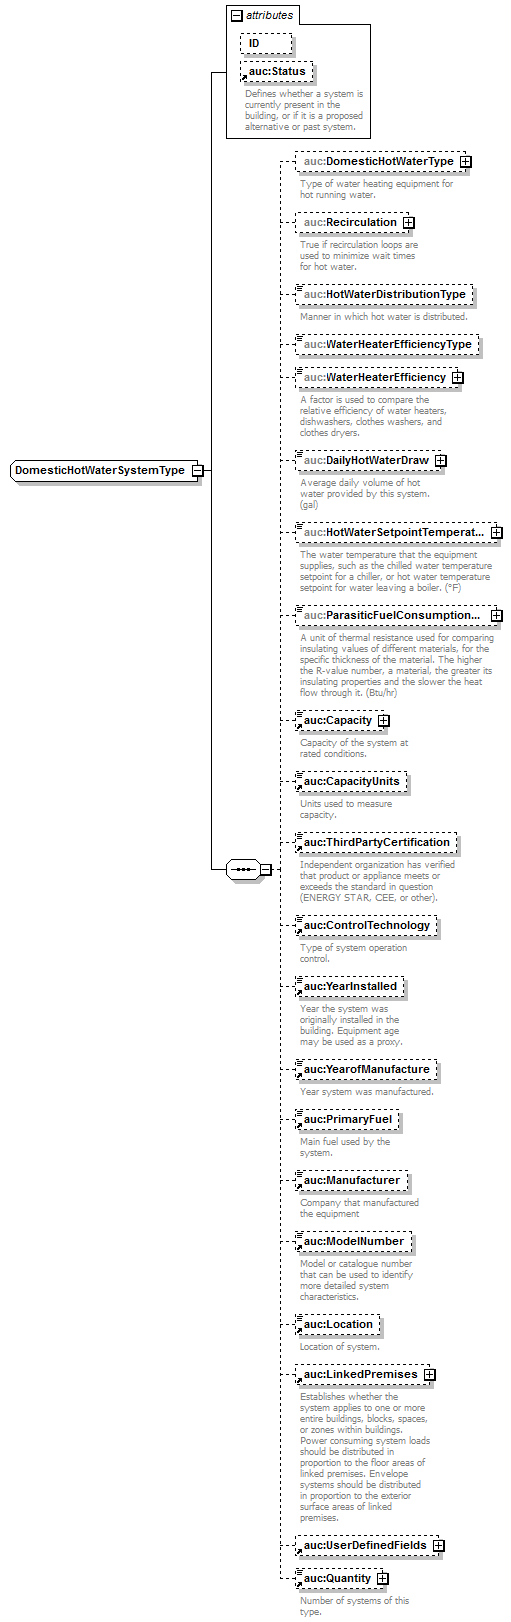 attributes
ID
auc:Status
Defines whether a system is
currently present in the
building, or if it is a proposed
alternative or past system.
auc:DomesticHotWaterType
Type of water heating equipment for
hot running water.
auc:Recirculation
True if recirculation loops are
used to minimize wait times
for hot water.
auc:HotWaterDistributionType
Manner in which hot water is distributed.
auc:WaterHeaterEfficiencyType
auc:WaterHeaterEfficiency
A factor is used to compare the
relative efficiency of water heaters,
dishwashers, clothes washers, and
clothes dryers.
DomesticHotWaterSystemType
auc:DailyHotWaterDraw
Average daily volume of hot
water provided by this system.
(gal)
auc:HotWaterSetpointTemperat...
The water temperature that the equipment
supplies, such as the chilled water temperature
setpoint for a chiller, or hot water temperature
setpoint for water leaving a boiler. (°F)
auc:ParasiticFuelConsumption...
A unit of thermal resistance used for comparing
insulating values of different materials, for the
specific thickness of the material. The higher
the R-value number, a material, the greater its
insulating properties and the slower the heat
flow through it. (Btu/hr)
auc:Capacity
Capacity of the system at
rated conditions.
auc:CapacityUnits
Units used to measure
capacity.
auc:ThirdPartyCertification
Independent organization has verified
that product or appliance meets or
exceeds the standard in question
(ENERGY STAR, CEE, or other).
auc:ControlTechnology
Type of system operation
control.
auc:YearInstalled
Year the system was
originally installed in the
building. Equipment age
may be used as a proxy.
auc:YearofManufacture
Year system was manufactured.
auc:PrimaryFuel
Main fuel used by the
system.
auc:Manufacturer
Company that manufactured
the equipment
auc:ModelNumber
Model or catalogue number
that can be used to identify
more detailed system
characteristics.
auc:Location
Location of system.
auc:LinkedPremises
Establishes whether the
system applies to one or more
entire buildings, blocks, spaces,
or zones within buildings.
Power consuming system loads
should be distributed in
proportion to the floor areas of
linked premises. Envelope
systems should be distributed
in proportion to the exterior
surface areas of linked
premises.
auc:UserDefinedFields
auc:Quantity
Number of systems of this
type.